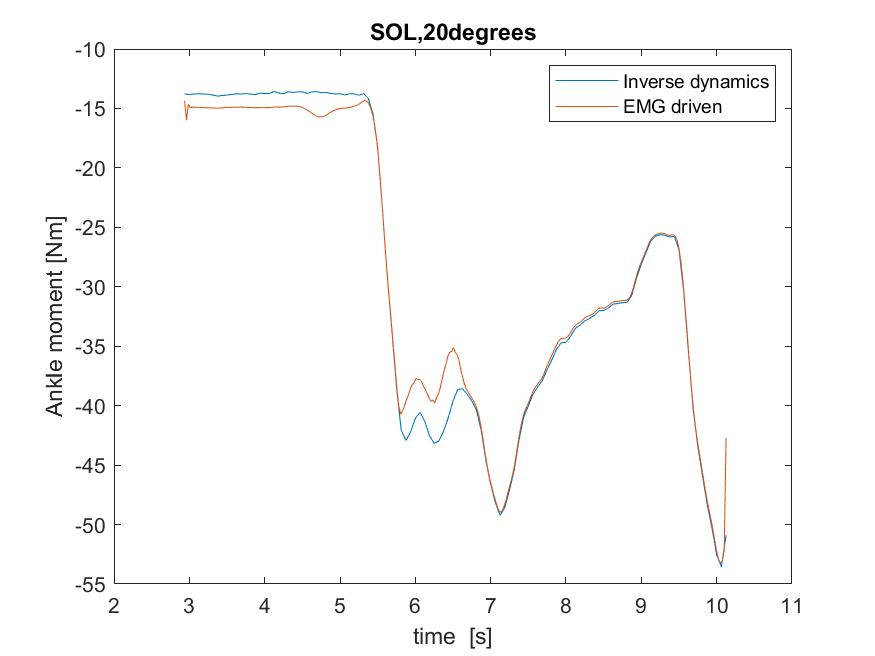 SOL,20degrees
Inverse dynamics
EMG driven
Ankle moment [Nm]
-10
-15
-20
-25
-30
-35
-40
-45
-50
-55
2 3 4 5 6 7 8 9 10 11
time [s]